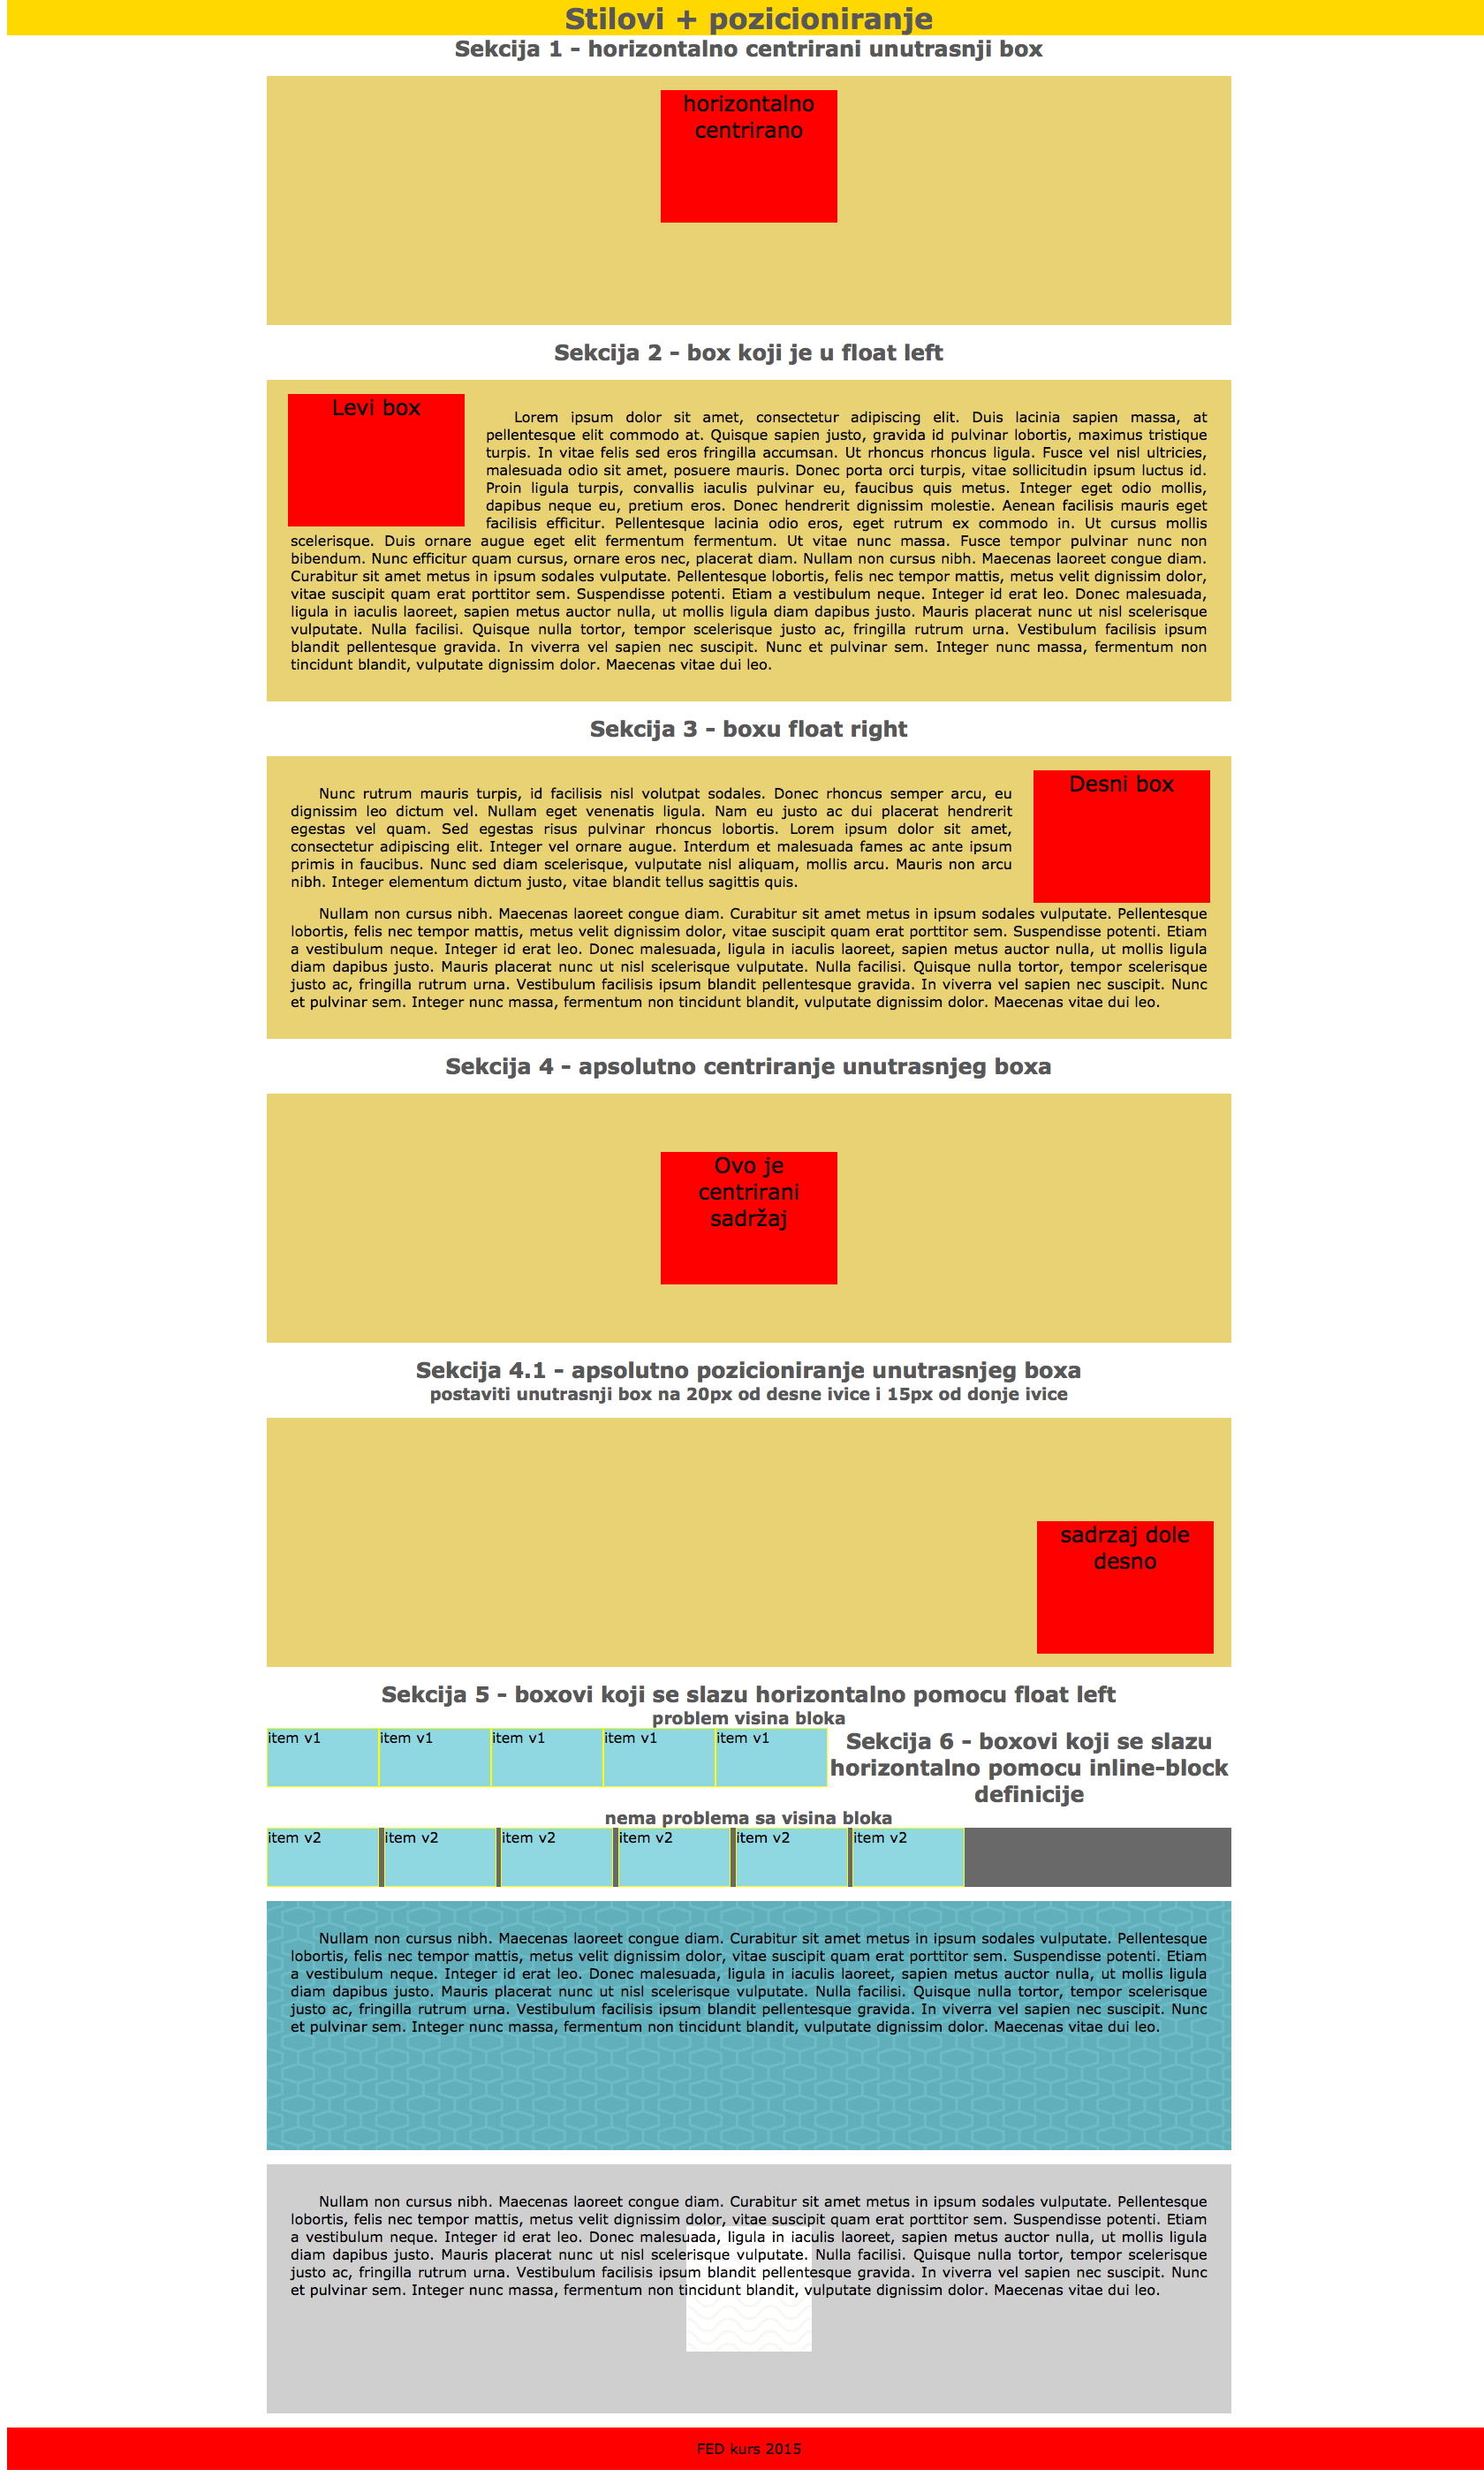 Stilovi + pozicioniranje
Sekcija 1 - horizontalno centrirani unutrasnji box
horizontalno
centrirano
Sekcija 2 - box koji je u float left
Levi box
Lorem ipsum dolor sit amet, consectetur adipiscing elit. Duis lacinia sapien massa, at
pellentesque elit commodo at. Quisque sapien justo, gravida id pulvinar lobortis, maximus tristique
turpis. In vitae felis sed eros fringilla accumsan. Ut rhoncus rhoncus ligula. Fusce vel nisl ultricies,
malesuada odio sit amet, posuere mauris. Donec porta orci turpis, vitae sollicitudin ipsum luctus id.
Proin ligula turpis, convallis iaculis pulvinar eu, faucibus quis metus. Integer eget odio mollis,
dapibus neque eu, pretium eros. Donec hendrerit dignissim molestie. Aenean facilisis mauris eget
facilisis efficitur. Pellentesque lacinia odio eros, eget rutrum ex commodo in. Ut cursus mollis
scelerisque. Duis ornare augue eget elit fermentum fermentum. Ut vitae nunc massa. Fusce tempor pulvinar nunc non
bibendum. Nunc efficitur quam cursus, ornare eros nec, placerat diam. Nullam non cursus nibh. Maecenas laoreet congue diam.
Curabitur sit amet metus in ipsum sodales vulputate. Pellentesque lobortis, felis nec tempor mattis, metus velit dignissim dolor,
vitae suscipit quam erat porttitor sem. Suspendisse potenti. Etiam a vestibulum neque. Integer id erat leo. Donec malesuada,
ligula in iaculis laoreet, sapien metus auctor nulla, ut mollis ligula diam dapibus justo. Mauris placerat nunc ut nisl scelerisque
vulputate. Nulla facilisi. Quisque nulla tortor, tempor scelerisque justo ac, fringilla rutrum urna. Vestibulum facilisis ipsum
blandit pellentesque gravida. In viverra vel sapien nec suscipit. Nunc et pulvinar sem. Integer nunc massa, fermentum non
tincidunt blandit, vulputate dignissim dolor. Maecenas vitae dui leo.
Sekcija 3 - boxu float right
Desni box
Nunc rutrum mauris turpis, id facilisis nisl volutpat sodales. Donec rhoncus semper arcu, eu
dignissim leo dictum vel. Nullam eget venenatis ligula. Nam eu justo ac dui placerat hendrerit
egestas vel quam. Sed egestas risus pulvinar rhoncus lobortis. Lorem ipsum dolor sit amet,
consectetur adipiscing elit. Integer vel ornare augue. Interdum et malesuada fames ac ante ipsum
primis in faucibus. Nunc sed diam scelerisque, vulputate nisl aliquam, mollis arcu. Mauris non arcu
nibh. Integer elementum dictum justo, vitae blandit tellus sagittis quis.
Nullam non cursus nibh. Maecenas laoreet congue diam. Curabitur sit amet metus in ipsum sodales vulputate. Pellentesque
lobortis, felis nec tempor mattis, metus velit dignissim dolor, vitae suscipit quam erat porttitor sem. Suspendisse potenti. Etiam
a vestibulum neque. Integer id erat leo. Donec malesuada, ligula in iaculis laoreet, sapien metus auctor nulla, ut mollis ligula
diam dapibus justo. Mauris placerat nunc ut nisl scelerisque vulputate. Nulla facilisi. Quisque nulla tortor, tempor scelerisque
justo ac, fringilla rutrum urna. Vestibulum facilisis ipsum blandit pellentesque gravida. In viverra vel sapien nec suscipit. Nunc
et pulvinar sem. Integer nunc massa, fermentum non tincidunt blandit, vulputate dignissim dolor. Maecenas vitae dui leo.
Sekcija 4 - apsolutno centriranje unutrasnjeg boxa
Ovo je
centrirani
sadržaj
Sekcija 4.1 - apsolutno pozicioniranje unutrasnjeg boxa
postaviti unutrasnji box na 20px od desne ivice i 15px od donje ivice
sadrzaj dole
desno
Sekcija 5 - boxovi koji se slazu horizontalno pomocu float left
problem visina bloka
item v1 item v1 item v1 item v1 item v1
Sekcija 6 - boxovi koji se slazu
horizontalno pomocu inline-block
definicije
nema problema sa visina bloka
item v2 item v2 item v2 item v2 item v2 item v2
Nullam non cursus nibh. Maecenas laoreet congue diam. Curabitur sit amet metus in ipsum sodales vulputate. Pellentesque
lobortis, felis nec tempor mattis, metus velit dignissim dolor, vitae suscipit quam erat porttitor sem. Suspendisse potenti. Etiam
a vestibulum neque. Integer id erat leo. Donec malesuada, ligula in iaculis laoreet, sapien metus auctor nulla, ut mollis ligula
diam dapibus justo. Mauris placerat nunc ut nisl scelerisque vulputate. Nulla facilisi. Quisque nulla tortor, tempor scelerisque
justo ac, fringilla rutrum urna. Vestibulum facilisis ipsum blandit pellentesque gravida. In viverra vel sapien nec suscipit. Nunc
et pulvinar sem. Integer nunc massa, fermentum non tincidunt blandit, vulputate dignissim dolor. Maecenas vitae dui leo.
Nullam non cursus nibh. Maecenas laoreet congue diam. Curabitur sit amet metus in ipsum sodales vulputate. Pellentesque
lobortis, felis nec tempor mattis, metus velit dignissim dolor, vitae suscipit quam erat porttitor sem. Suspendisse potenti. Etiam
a vestibulum neque. Integer id erat leo. Donec malesuada, ligula in iaculis laoreet, sapien metus auctor nulla, ut mollis ligula
diam dapibus justo. Mauris placerat nunc ut nisl scelerisque vulputate. Nulla facilisi. Quisque nulla tortor, tempor scelerisque
justo ac, fringilla rutrum urna. Vestibulum facilisis ipsum blandit pellentesque gravida. In viverra vel sapien nec suscipit. Nunc
et pulvinar sem. Integer nunc massa, fermentum non tincidunt blandit, vulputate dignissim dolor. Maecenas vitae dui leo.
FED kurs 2015